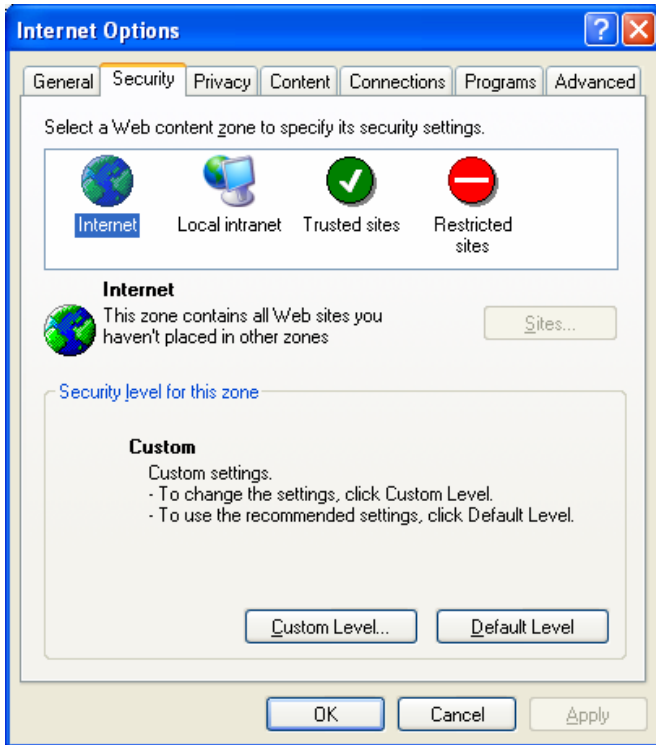 Internet Options
General Security Privacy Content Connections Programs Advanced
Select a Web content zone to specify its security settings.
Internet Local intranet Trusted sites Restricted
sites
Internet
This zone contains all Web sites you
haven't placed in other zones
Sites...
Security level for this zone
Custom
Custom settings.
- To change the settings, click Custom Level.
- To use the recommended settings, click Default Level.
Custom Level... Default Level
OK Cancel Apply